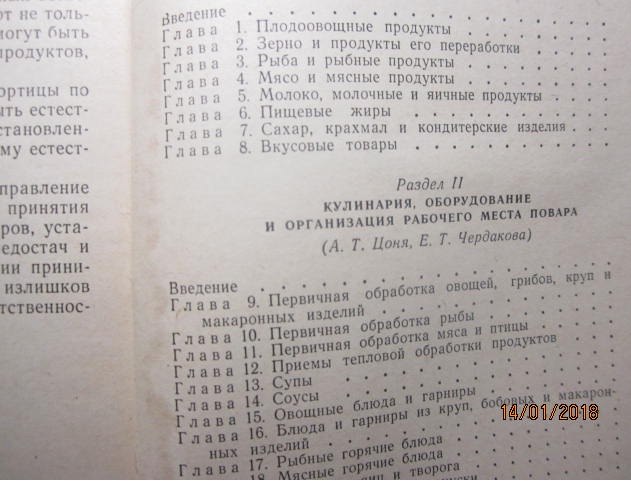 ют не толь-
могут быть
продуктов,
ортицы по
ыть естест-
становлен-
му естест-
правление
принятия
ров, уста-
едостач и
ии прини-
излишков
тственнос-
Введение
Глава 1. Плодоовощные продукты
Глава 2. Зерно и продукты его переработки
Глава 3. Рыба и рыбные продукты
Глава 4. Мясо и мясные продукты
Глава 5. Молоко, молочные и яичные продукты
Глава 6. Пищевые жиры
Глава 7. Сахар, крахмал и кондитерские изделия
Глава 8. Вкусовые товары
Раздел II
КУЛИНАРИЯ, ОБОРУДОВАНИЕ
И ОРГАНИЗАЦИЯ РАБОЧЕГО МЕСТА ПОВАРА
(А. Т. Цоня, Е. Т. Чердакова)
Введение
Глава 9. Первичная обработка овощей, грибов, круп и
макаронных изделий
Глава 10. Первичная обработка рыбы
Глава 11. Первичная обработка мяса и птицы
Глава 12. Приемы тепловой обработки продуктов
Глава 13. Супы
Глава 14. Соусы
Глава 15. Овощные блюда и гарниры
Глава 16. Блюда и гарниры из круп, бобовых и макарон-
ных изделий
Глава 17. Рыбные горячие блюда
18. Мясные горячие блюда
яиц и творога
14/01/2018